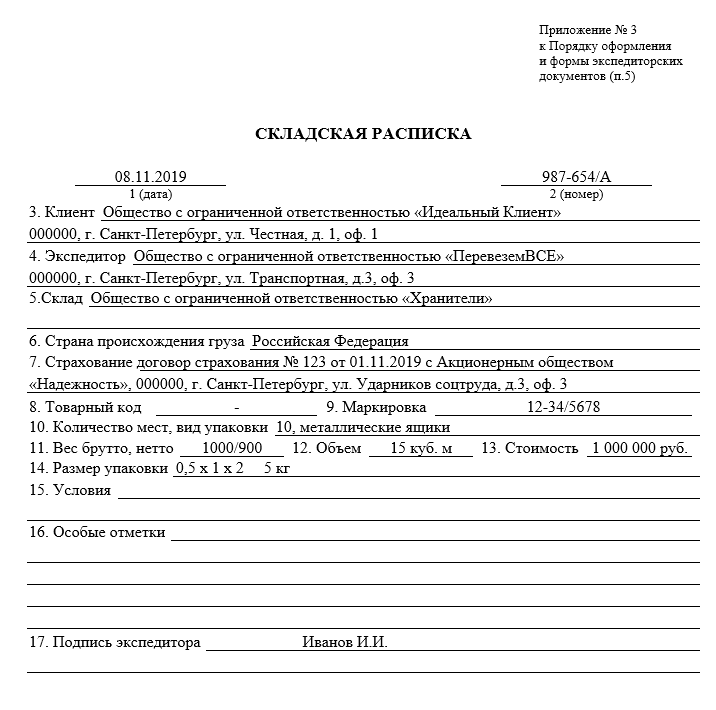 Приложение № 3
к Порядку оформления
и формы экспедиторских
документов (п.5)
СКЛАДСКАЯ РАСПИСКА
08.11.2019 987-654/А
1 (дата) 2 (номер)
3. Клиент Общество с ограниченной ответственностью «Идеальный Клиент»
000000, г. Санкт-Петербург, ул. Честная, д. 1, оф. 1
4. Экспедитор Общество с ограниченной ответственностью «ПеревеземВСЕ»
000000, г. Санкт-Петербург, ул. Транспортная, д.3, оф. 3
5.Склад Общество с ограниченной ответственностью «Хранители»
6. Страна происхождения груза Российская Федерация
7. Страхование договор страхования № 123 от 01.11.2019 с Акционерным обществом
«Надежность», 000000, г. Санкт-Петербург, ул. Ударников соцтруда, д.3, оф. 3
8. Товарный код - 9. Маркировка 12-34/5678
10. Количество мест, вид упаковки 10, металлические ящики
11. Вес брутто, нетто 1000/900 12. Объем 15 куб. м 13. Стоимость 1 000 000 руб.
14. Размер упаковки 0,5 х 1 х 2 5 кг
15. Условия
16. Особые отметки
17. Подпись экспедитора Иванов И.И.